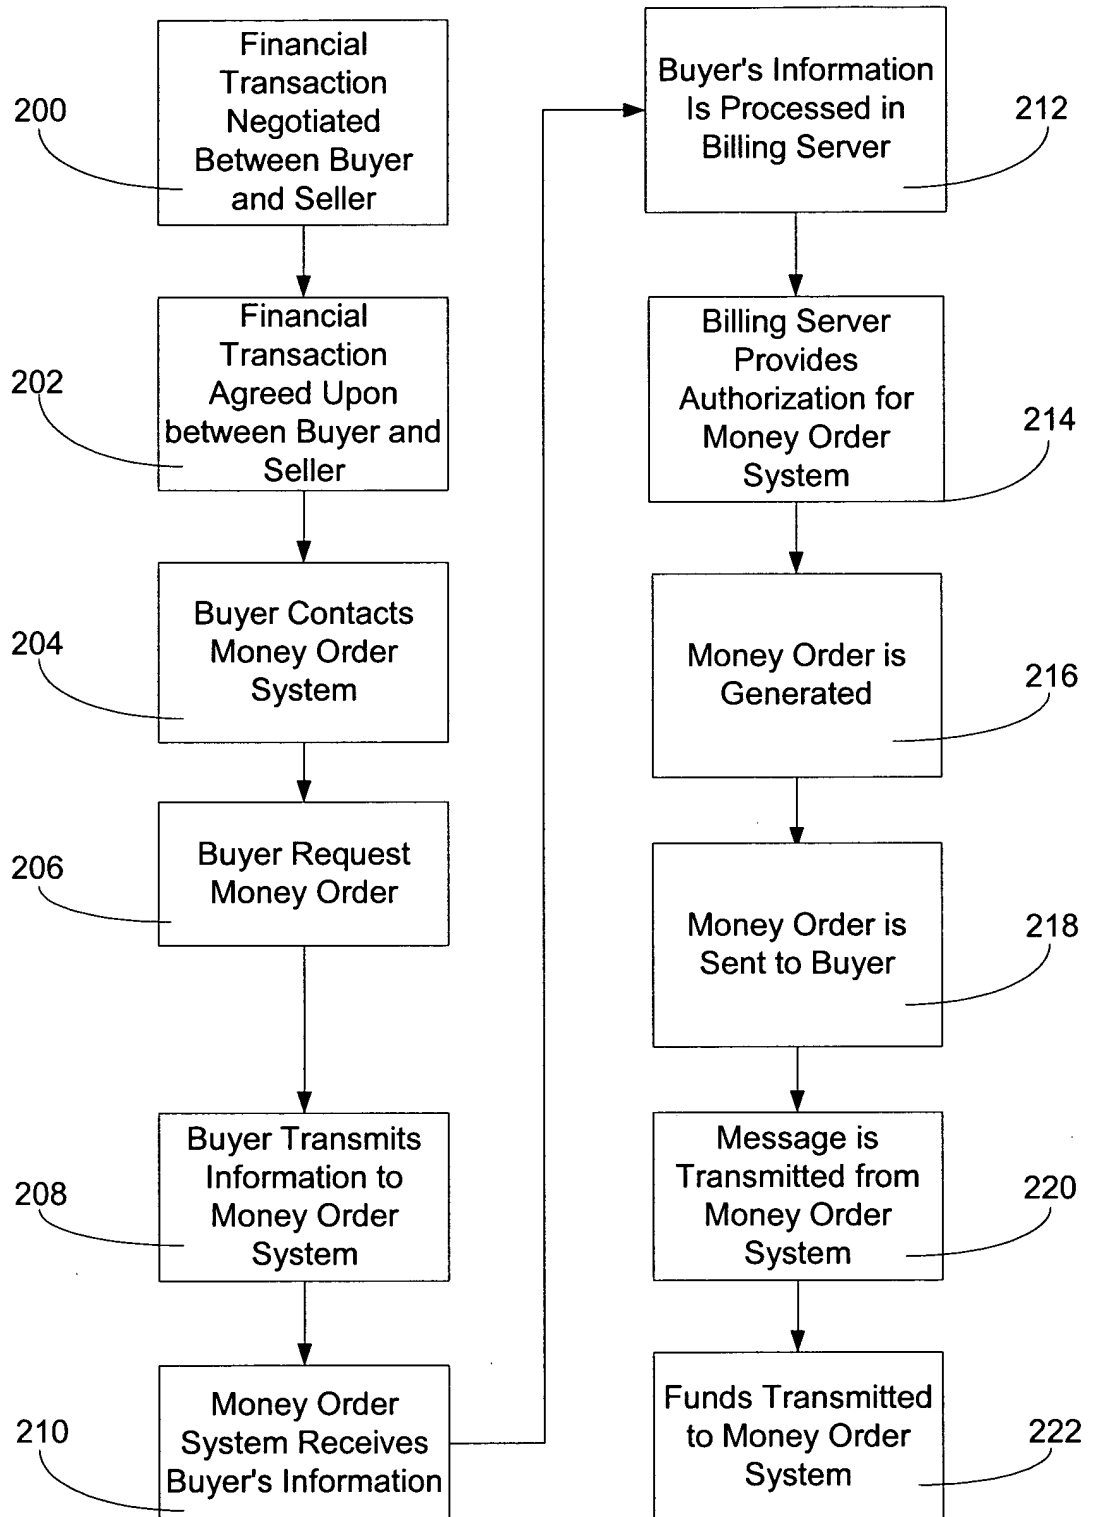 200
Financial
Transaction
Negotiated
Between Buyer
and Seller
202
Financial
Transaction
Agreed Upon
between Buyer and
Seller
204
Buyer Contacts
Money Order
System
206
Buyer Request
Money Order
208
Buyer Transmits
Information to
Money Order
System
210
Money Order
System Receives
Buyer's Information
Buyer's Information
Is Processed in
Billing Server
212
Billing Server
Provides
Authorization for
Money Order
System
214
Money Order is
Generated
216
Money Order is
Sent to Buyer
218
Message is
Transmitted from
Money Order
System
220
Funds Transmitted
to Money Order
System
222